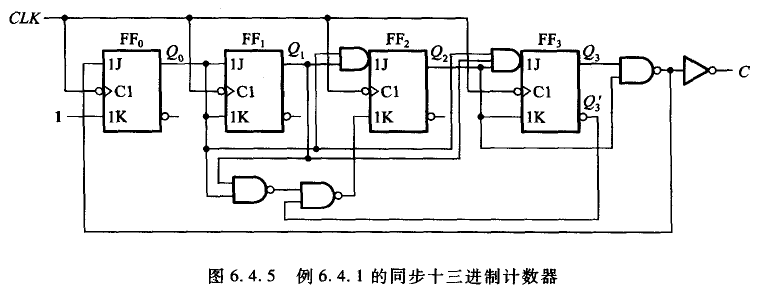 CLK
FF₀ Q₀ FF₁ Q₁ FF₂ Q₂ FF₃ Q₃
1J 1J 1J 1J
C1 C1 C1 C1 Q₃′ C
1 1K 1K 1K 1K
图 6.4.5 例 6.4.1 的同步十三进制计数器